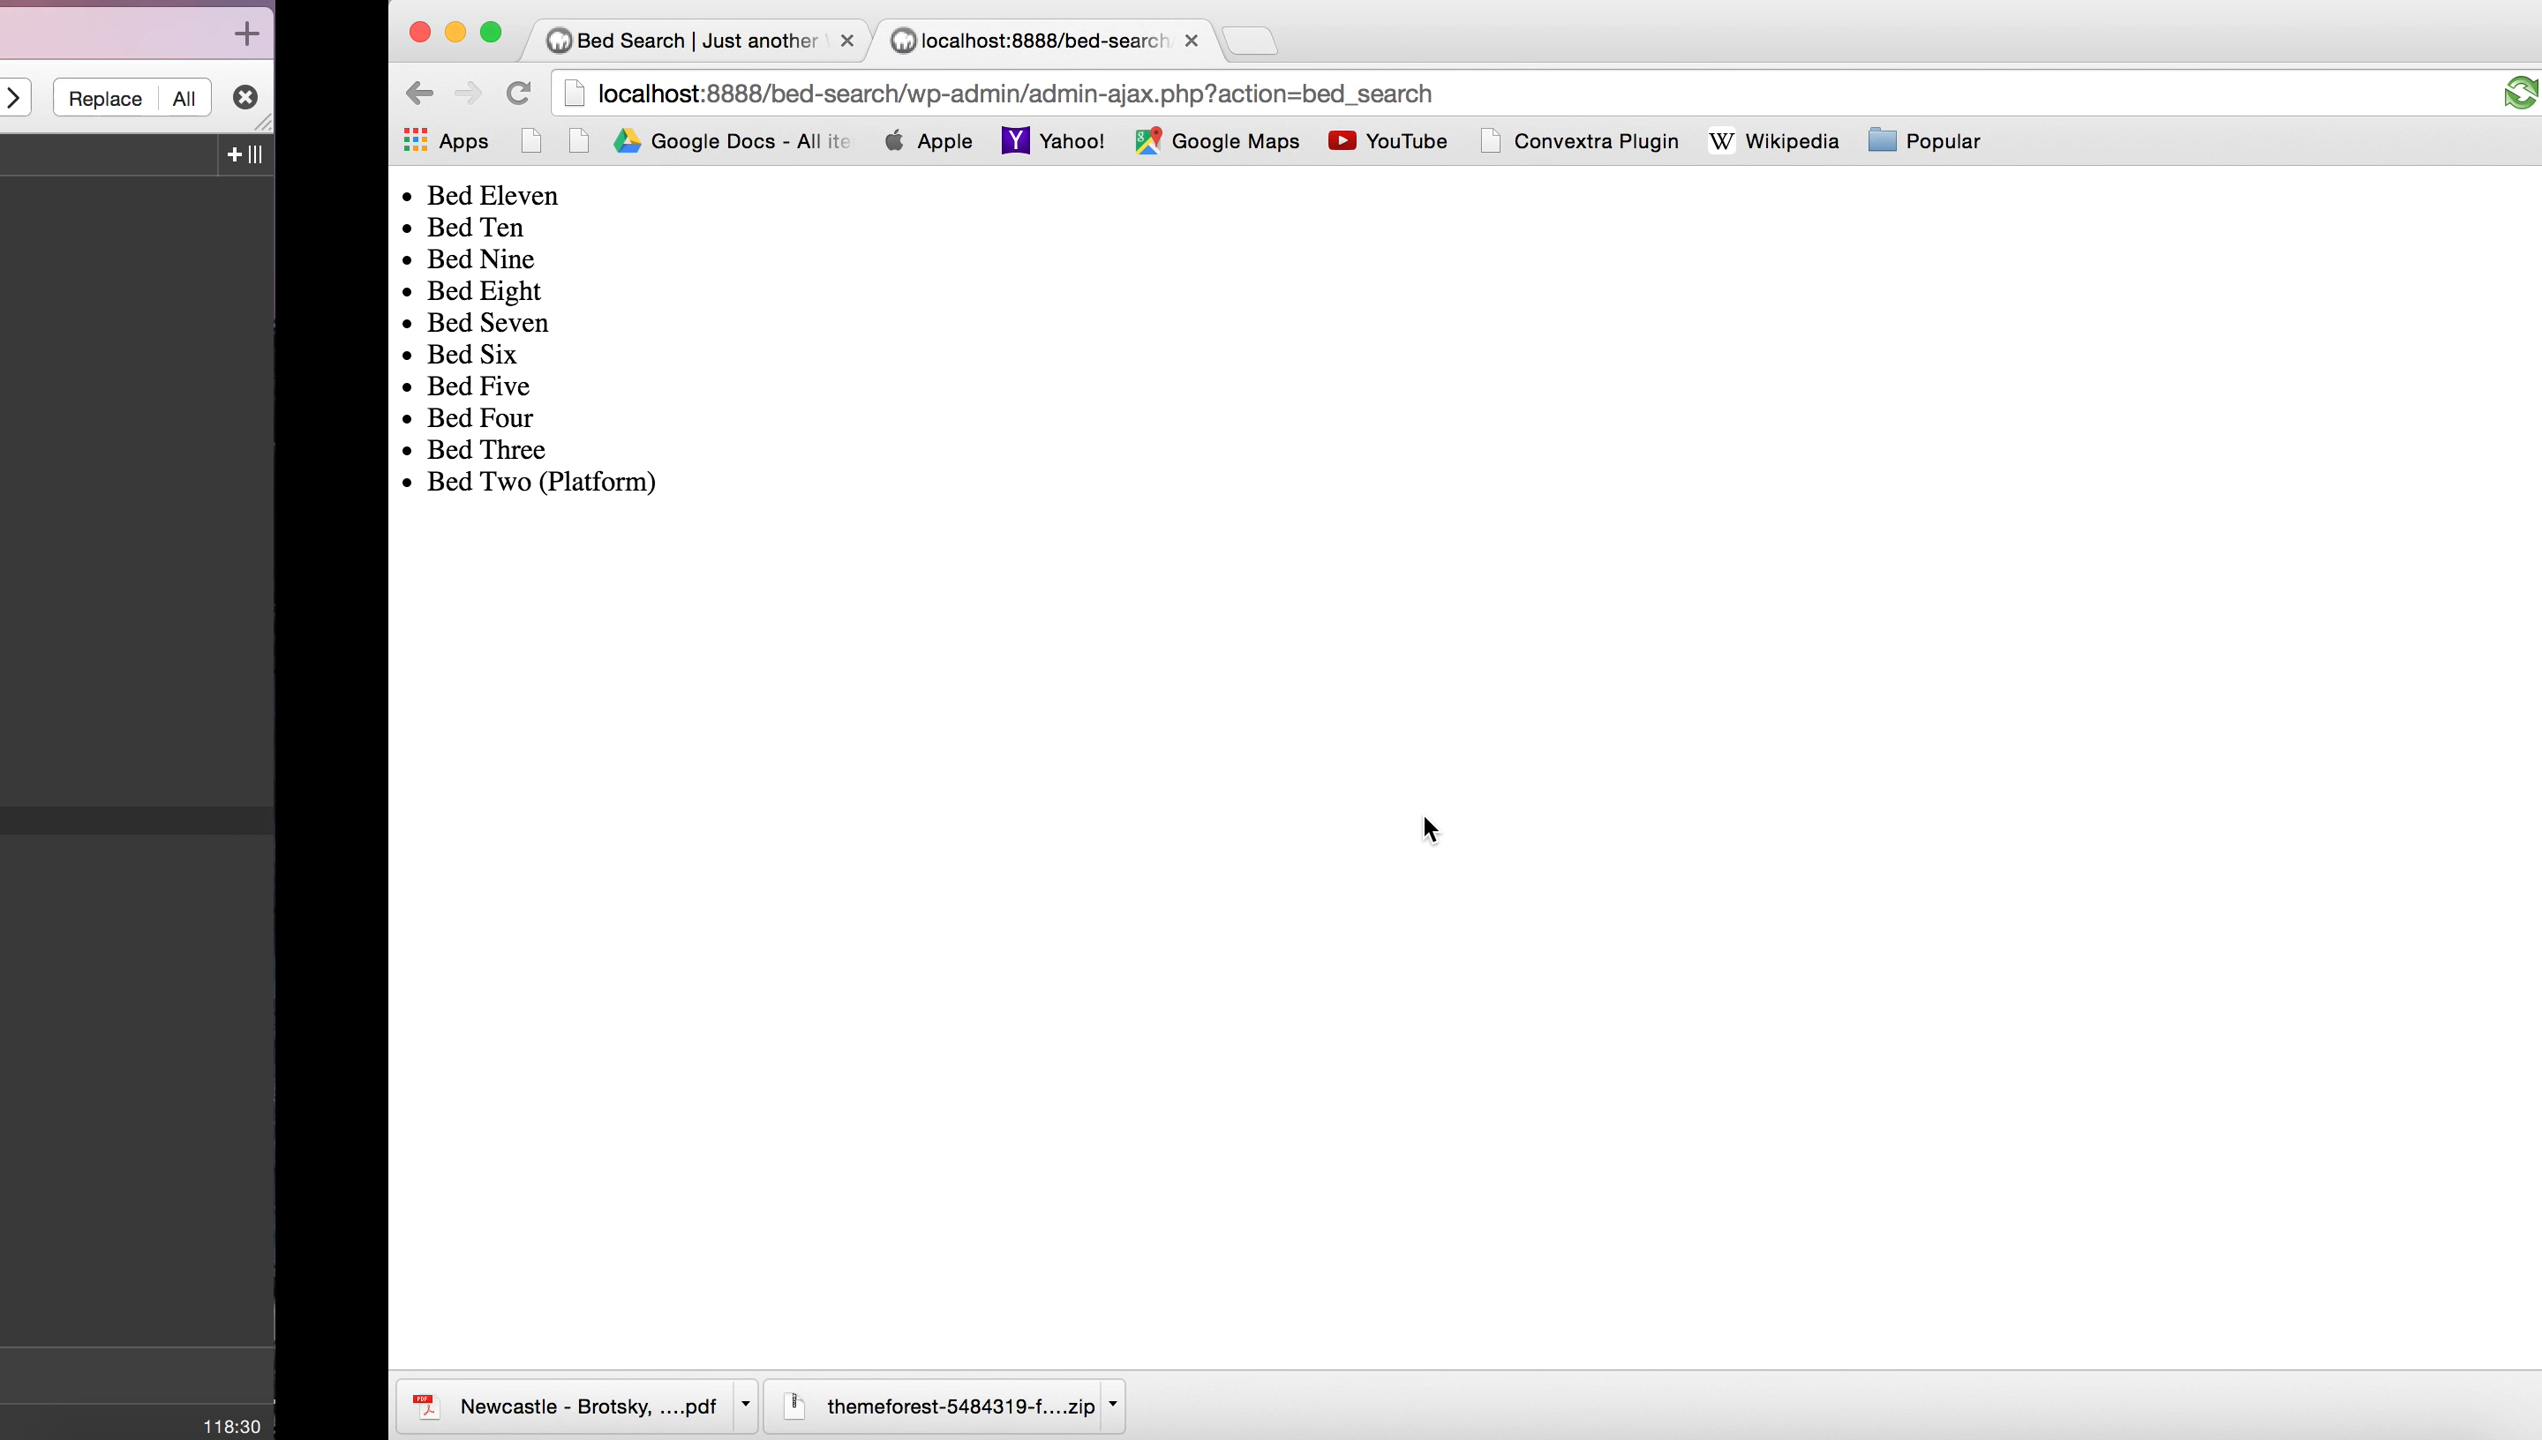 Bed Search | Just another
localhost:8888/bed-search
Replace All
localhost:8888/bed-search/wp-admin/admin-ajax.php?action=bed_search
Apps Google Docs - All ite Apple Yahoo! Google Maps YouTube Convextra Plugin Wikipedia Popular
• Bed Eleven
• Bed Ten
• Bed Nine
• Bed Eight
• Bed Seven
• Bed Six
• Bed Five
• Bed Four
• Bed Three
• Bed Two (Platform)
Newcastle - Brotsky, ....pdf
themeforest-5484319-f....zip
118:30